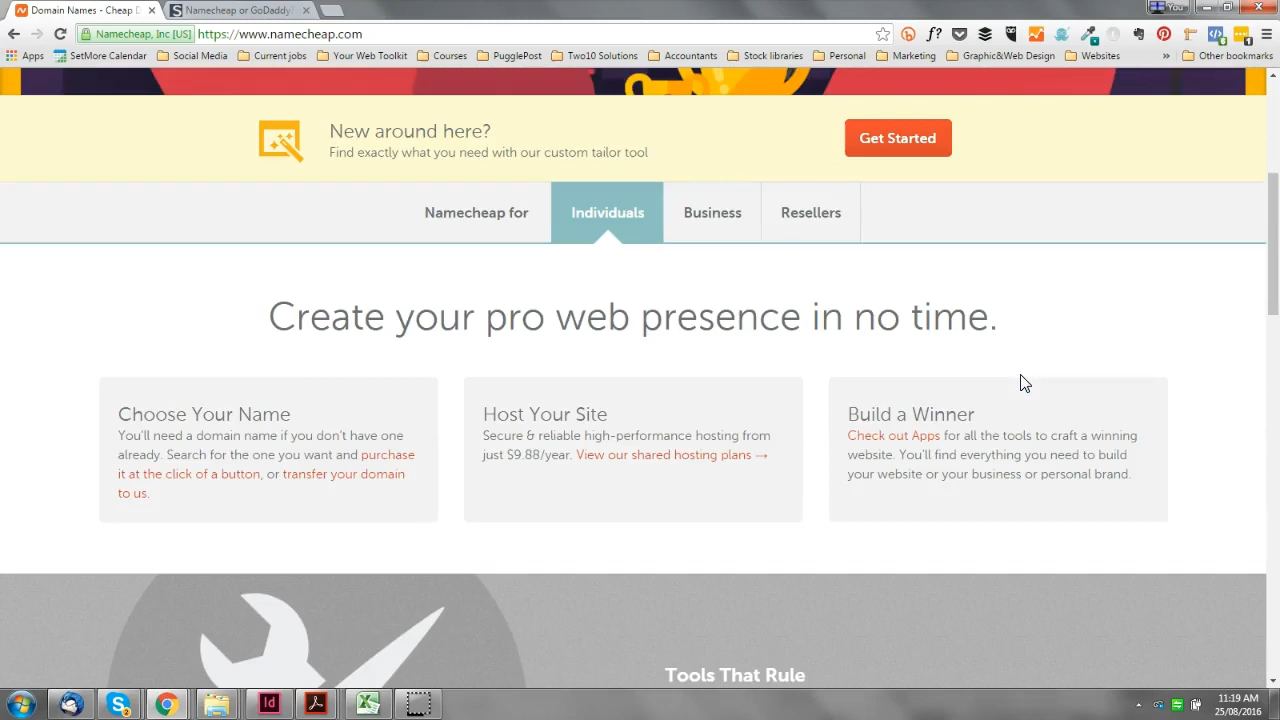 Domain Names - Cheap D
Namecheap or GoDaddy?
You
Namecheap, Inc [US]
https://www.namecheap.com
Apps
SetMore Calendar
Social Media
Current jobs
Your Web Toolkit
Courses
PugglePost
Two10 Solutions
Accountants
Stock libraries
Personal
Marketing
Graphic&Web Design
Websites
»
Other bookmarks
New around here?
Find exactly what you need with our custom tailor tool
Get Started
Namecheap for
Individuals
Business
Resellers
Create your pro web presence in no time.
Choose Your Name
You'll need a domain name if you don't have one
already. Search for the one you want and purchase
it at the click of a button, or transfer your domain
to us.
Host Your Site
Secure & reliable high-performance hosting from
just $9.88/year. View our shared hosting plans →
Build a Winner
Check out Apps for all the tools to craft a winning
website. You'll find everything you need to build
your website or your business or personal brand.
Tools That Rule
11:19 AM
25/08/2016